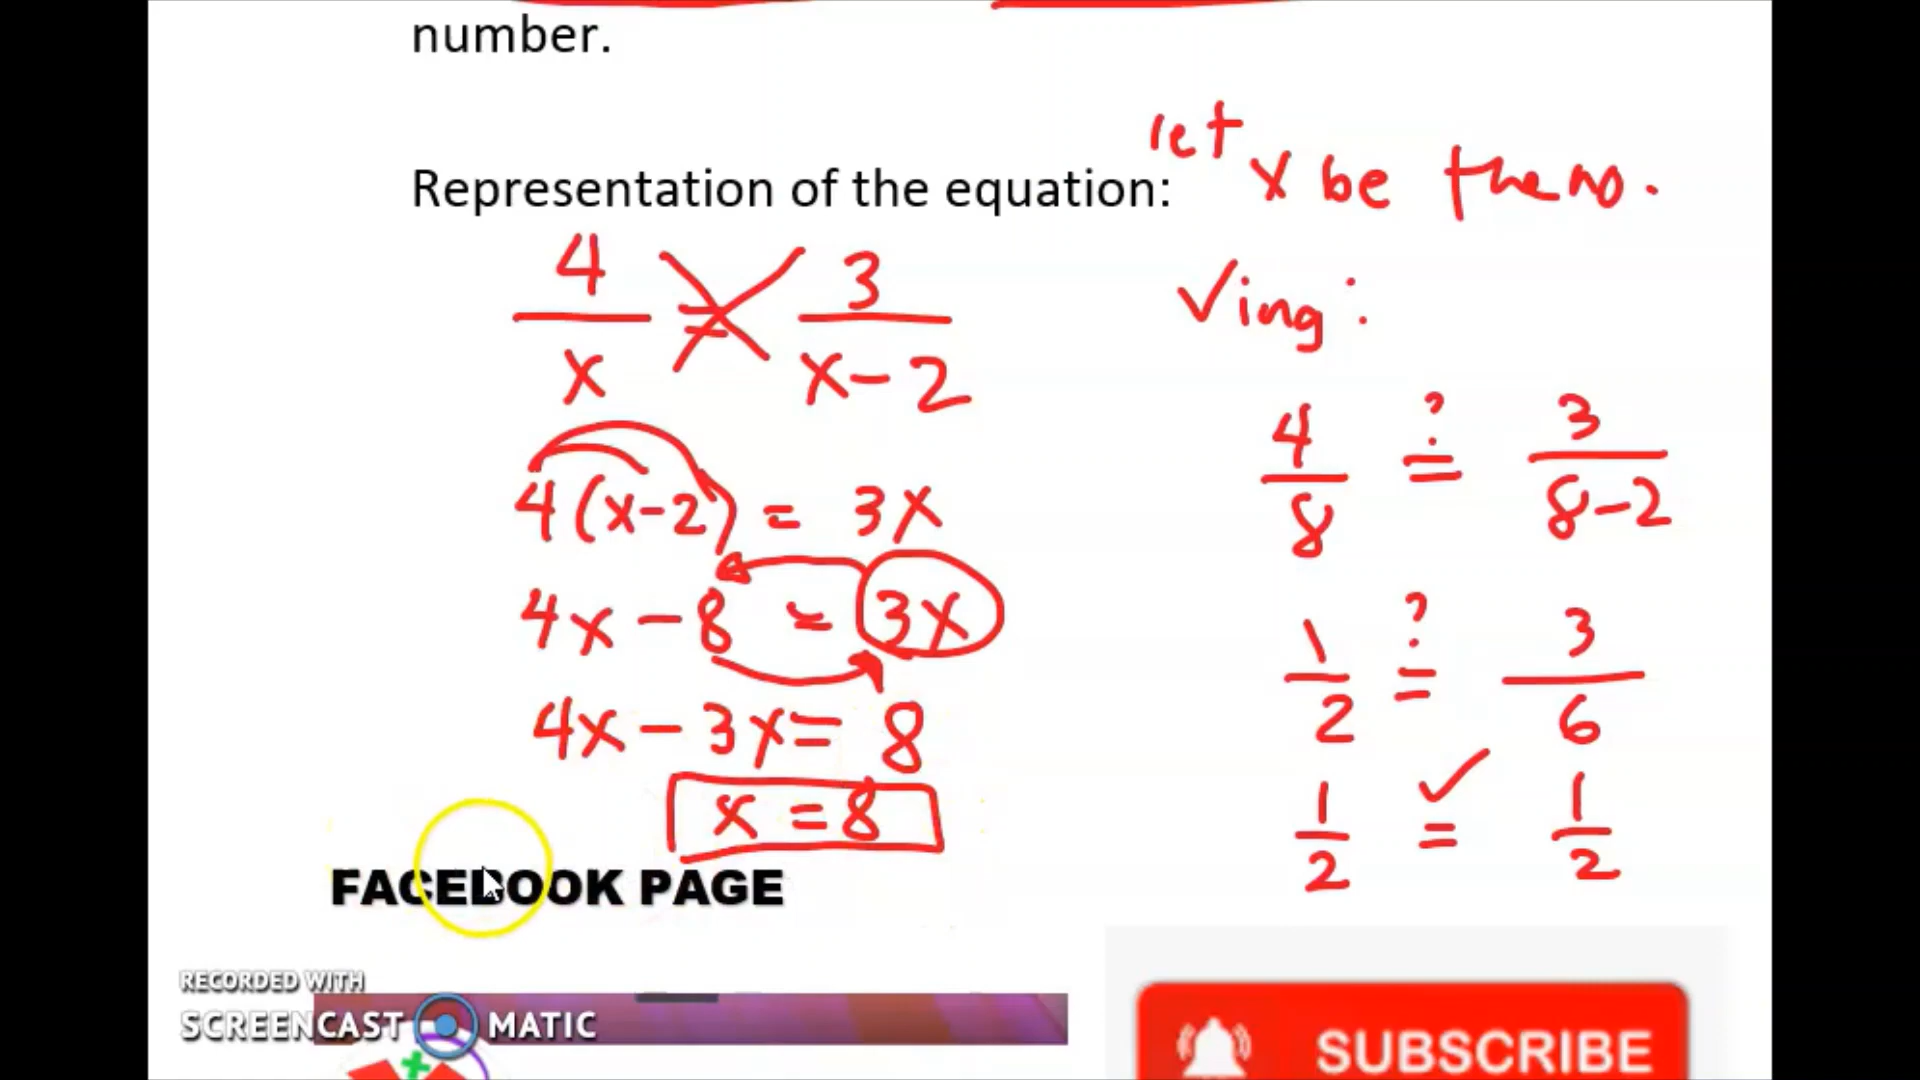 number.
let x be the no.
Representation of the equation:
4/x = 3/(x-2)
4(x-2) = 3x
4x - 8 = 3x
4x - 3x = 8
x = 8
√ing:
4/8 ≟ 3/(8-2)
1/2 ≟ 3/6
1/2 = 1/2 ✓
FACEBOOK PAGE
RECORDED WITH
SCREENCAST MATIC
SUBSCRIBE